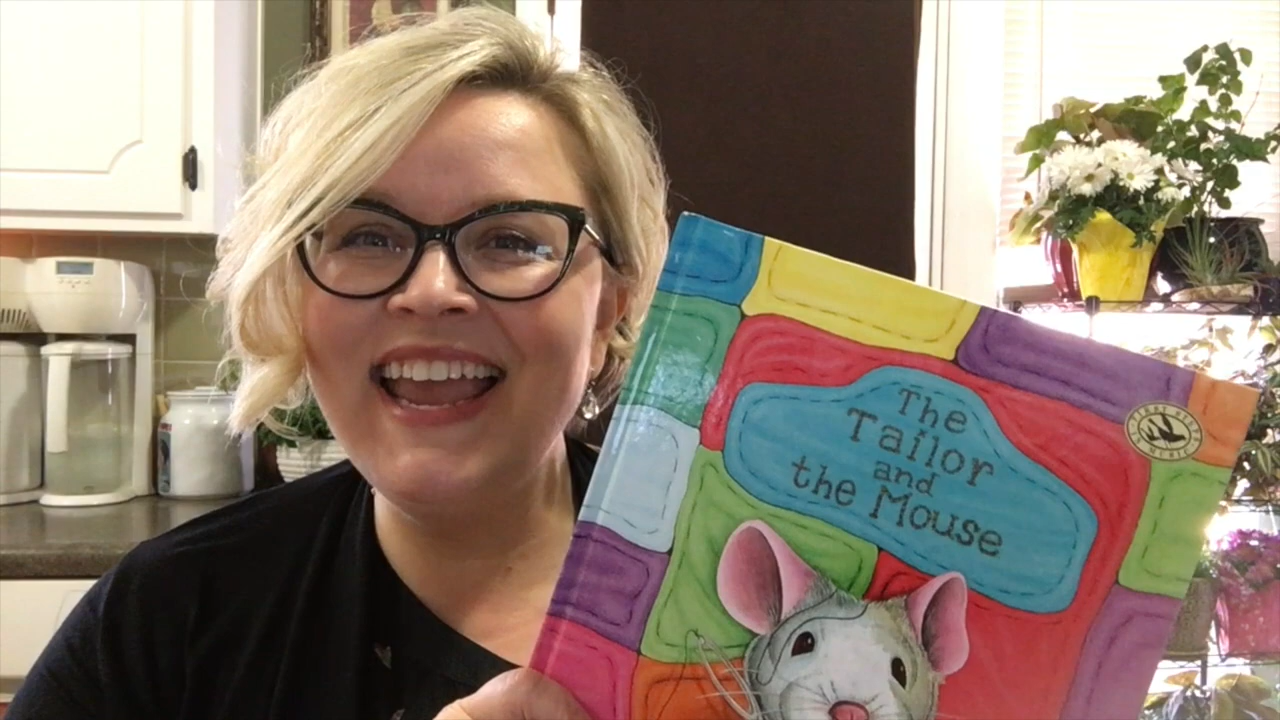 The
Tailor
and
the Mouse